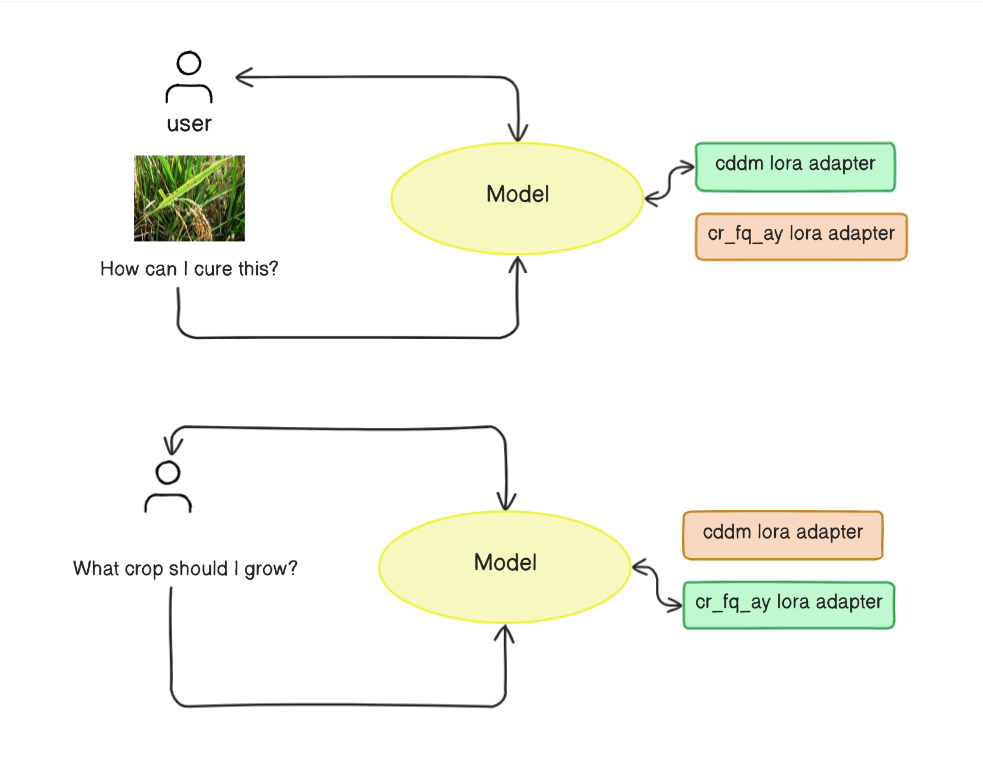 user
How can I cure this?
Model
cddm lora adapter
cr_fq_ay lora adapter
What crop should I grow?
Model
cddm lora adapter
cr_fq_ay lora adapter